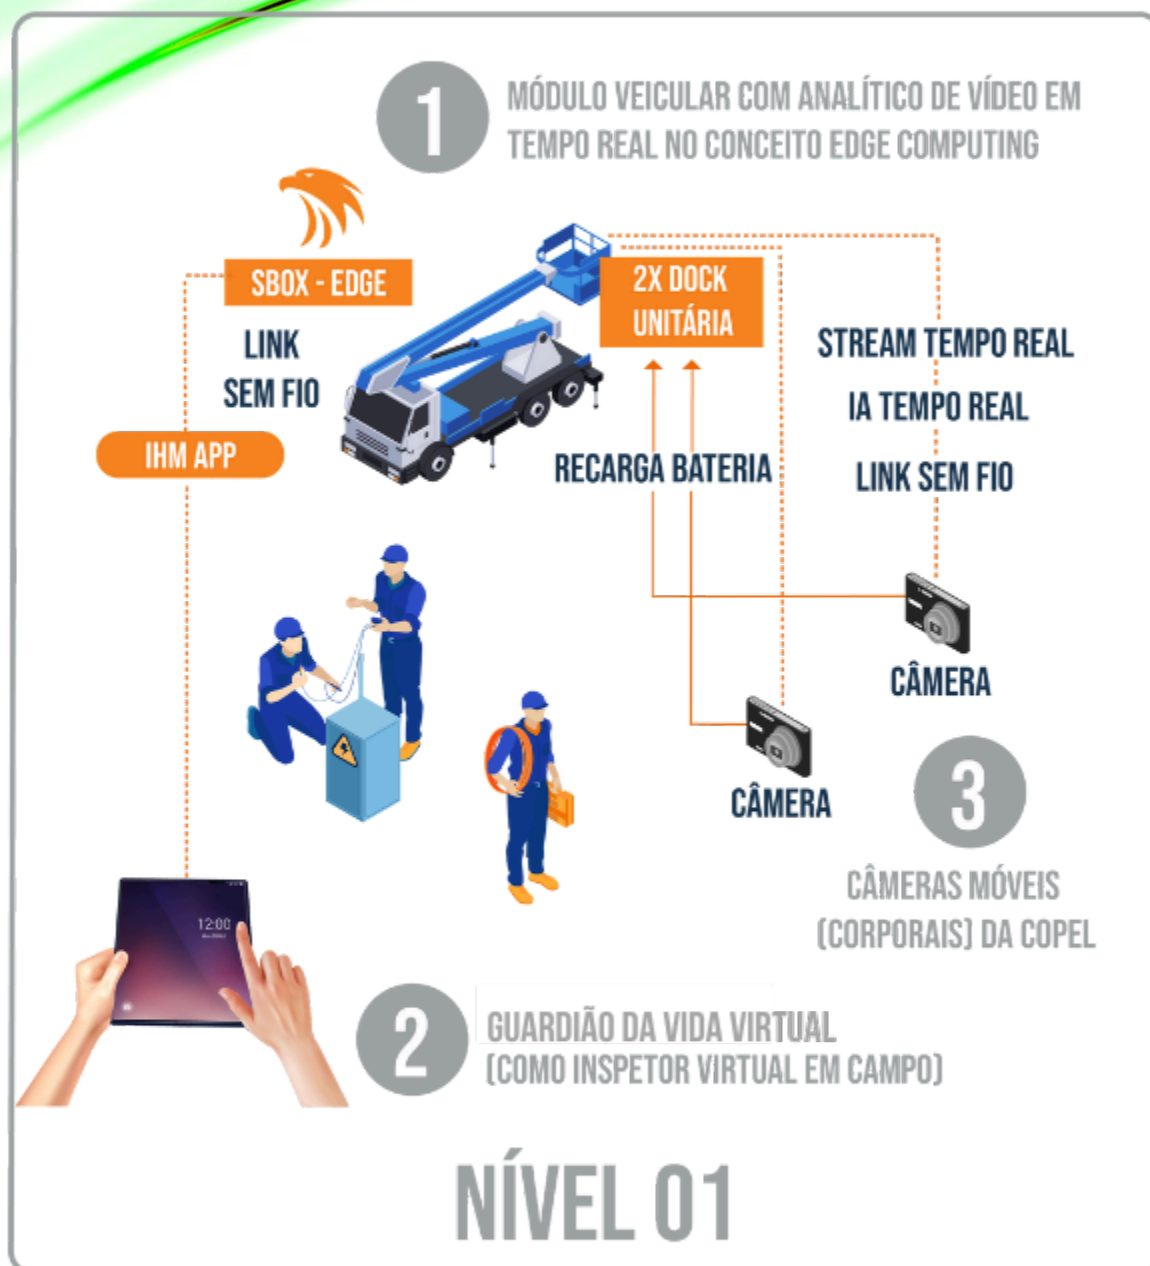 1
MÓDULO VEICULAR COM ANALÍTICO DE VÍDEO EM
TEMPO REAL NO CONCEITO EDGE COMPUTING
SBOX - EDGE
2X DOCK
UNITÁRIA
LINK
SEM FIO
STREAM TEMPO REAL
IA TEMPO REAL
IHM APP
RECARGA BATERIA
LINK SEM FIO
CÂMERA
CÂMERA
3
CÂMERAS MÓVEIS
(CORPORAIS) DA COPEL
12:00
2
GUARDIÃO DA VIDA VIRTUAL
(COMO INSPETOR VIRTUAL EM CAMPO)
NÍVEL 01